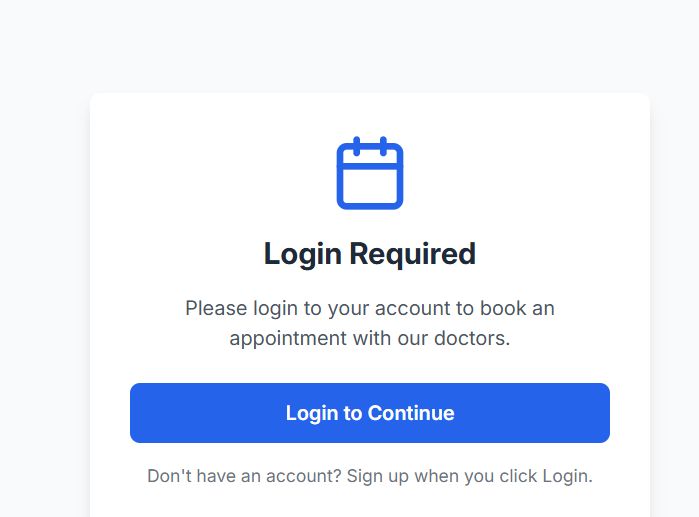 Login Required
Please login to your account to book an
appointment with our doctors.
Login to Continue
Don't have an account? Sign up when you click Login.